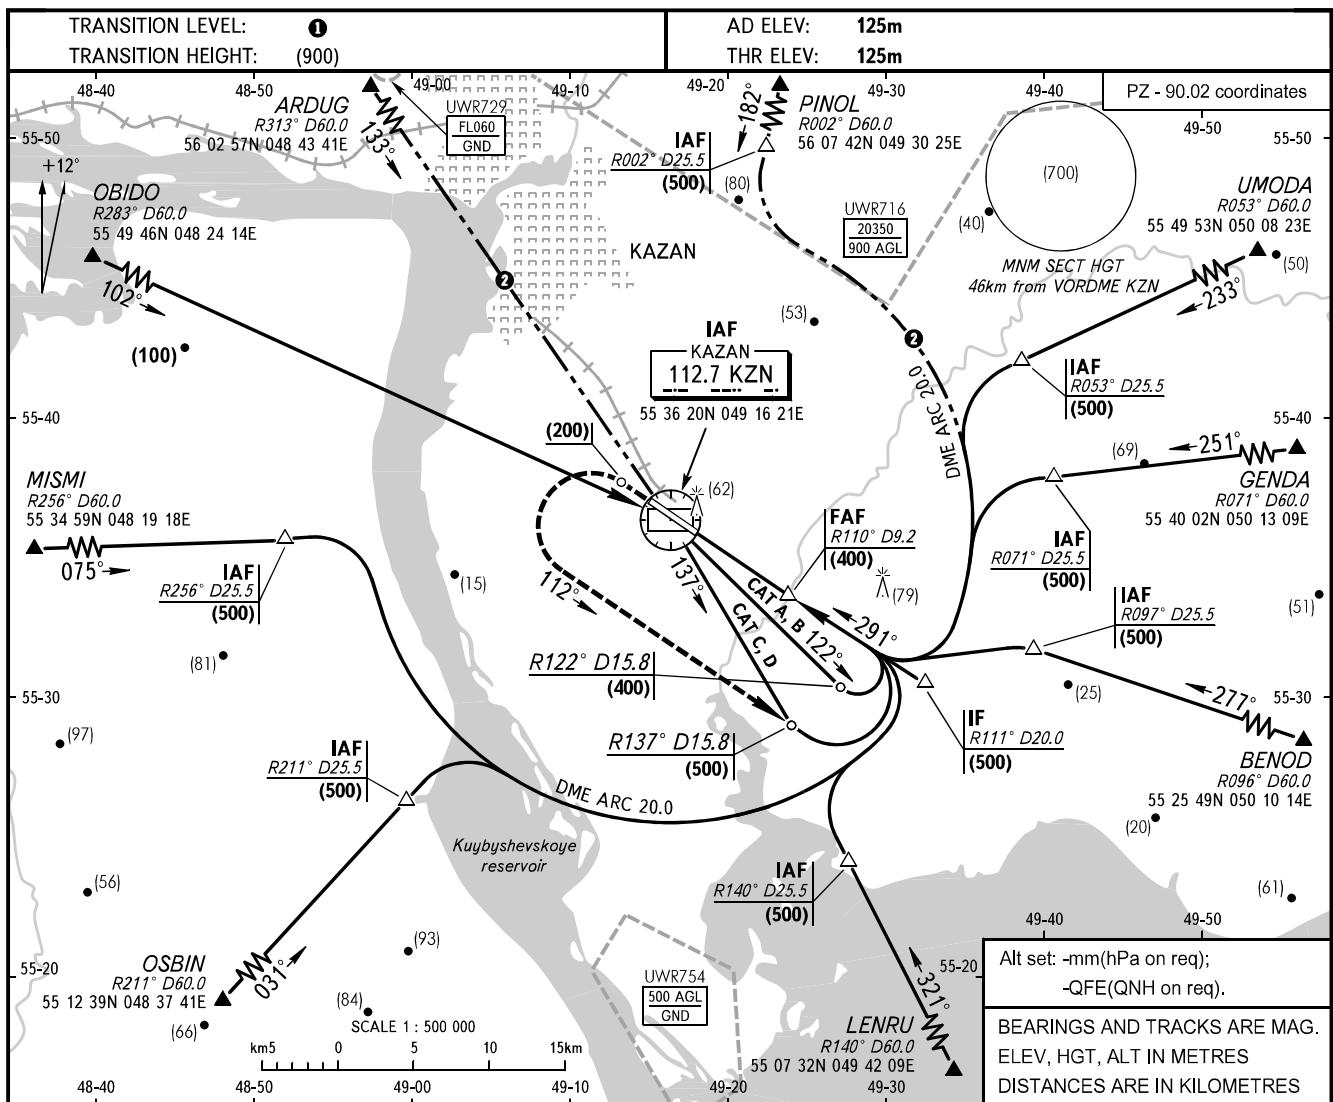 TRANSITION LEVEL: 1
TRANSITION HEIGHT: (900)
AD ELEV: 125m
THR ELEV: 125m
PZ - 90.02 coordinates
48-40
48-50
49-00
49-10
49-20
49-30
49-40
49-50
55-50
55-50
ARDUG
R313° D60.0
56 02 57N 048 43 41E
133°
UWR729
FL060
GND
182°
PINOL
R002° D60.0
56 07 42N 049 30 25E
IAF
R002° D25.5
(500)
(80)
(700)
MNM SECT HGT
46km from VORDME KZN
(40)
UWR716
20350
900 AGL
UMODA
R053° D60.0
55 49 53N 050 08 23E
(50)
233°
+12°
OBIDO
R283° D60.0
55 49 46N 048 24 14E
102°
(100)
KAZAN
2
2
(53)
IAF
KAZAN
112.7 KZN
55 36 20N 049 16 21E
DME ARC 20.0
IAF
R053° D25.5
(500)
55-40
55-40
(200)
(62)
(69)
251°
GENDA
R071° D60.0
55 40 02N 050 13 09E
MISMI
R256° D60.0
55 34 59N 048 19 18E
075°
IAF
R256° D25.5
(500)
(15)
112°
137°
FAF
R110° D9.2
(400)
(79)
IAF
R071° D25.5
(500)
IAF
R097° D25.5
(500)
(51)
CAT A, B 122°
CAT C, D
291°
(81)
R122° D15.8
(400)
R137° D15.8
(500)
55-30
55-30
(25)
277°
IF
R111° D20.0
(500)
BENOD
R096° D60.0
55 25 49N 050 10 14E
(97)
IAF
R211° D25.5
(500)
DME ARC 20.0
(20)
Kuybyshevskoye
reservoir
IAF
R140° D25.5
(500)
(56)
(61)
(93)
49-40
49-50
55-20
55-20
OSBIN
R211° D60.0
55 12 39N 048 37 41E
031°
(66)
(84)
UWR754
500 AGL
GND
321°
LENRU
R140° D60.0
55 07 32N 049 42 09E
SCALE 1 : 500 000
km5 0 5 10 15km
48-40
48-50
49-00
49-10
49-20
49-30
Alt set: -mm(hPa on req);
-QFE(QNH on req).
BEARINGS AND TRACKS ARE MAG.
ELEV, HGT, ALT IN METRES
DISTANCES ARE IN KILOMETRES